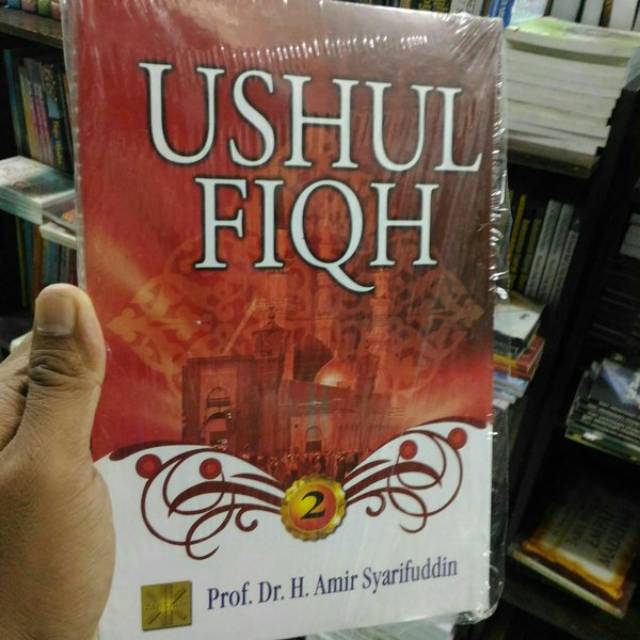 USHUL
FIQH
2
Prof. Dr. H. Amir Syarifuddin